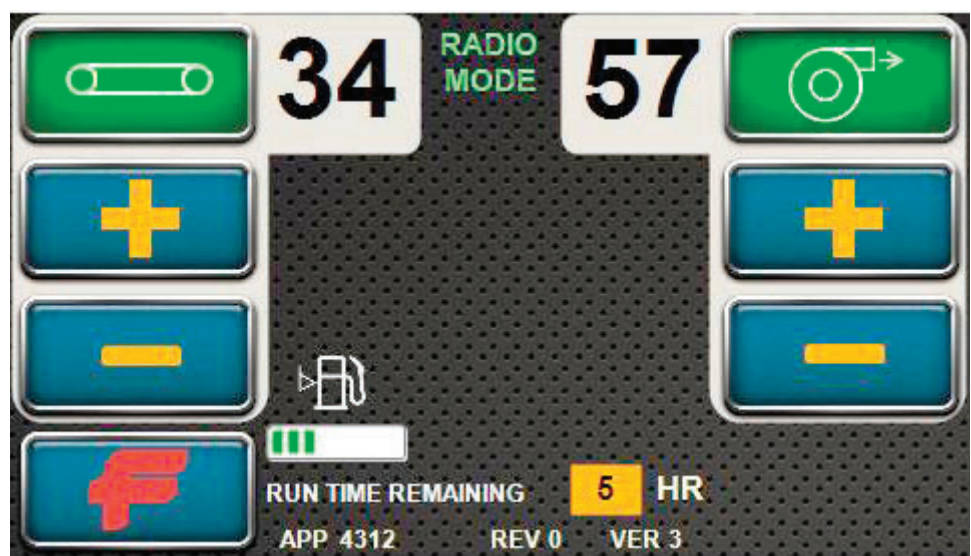 34
RADIO
MODE
57
RUN TIME REMAINING 5 HR
APP 4312 REV 0 VER 3